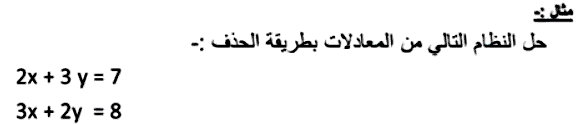 مثال :-
حل النظام التالي من المعادلات بطريقة الحذف :-
2x + 3 y = 7
3x + 2y = 8